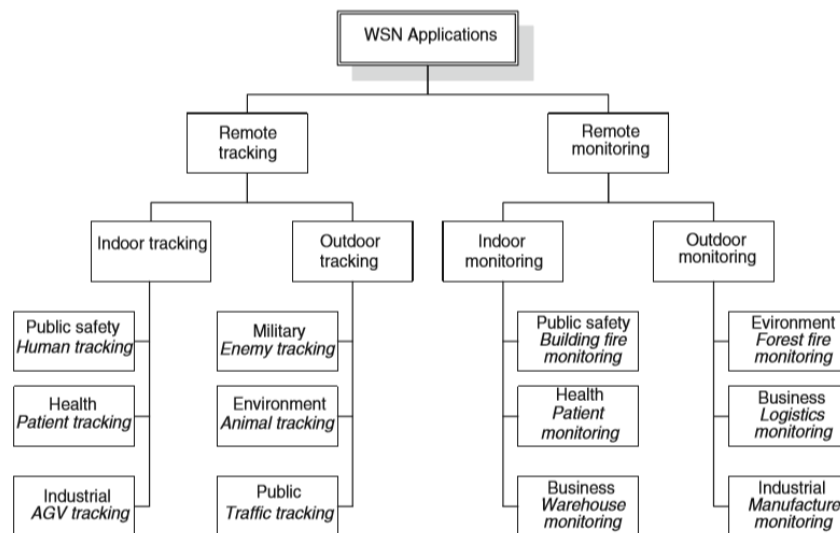 WSN Applications
Remote
tracking
Remote
monitoring
Indoor tracking
Outdoor
tracking
Indoor
monitoring
Outdoor
monitoring
Public safety
Human tracking
Military
Enemy tracking
Public safety
Building fire
monitoring
Evironment
Forest fire
monitoring
Health
Patient tracking
Environment
Animal tracking
Health
Patient
monitoring
Business
Logistics
monitoring
Industrial
AGV tracking
Public
Traffic tracking
Business
Warehouse
monitoring
Industrial
Manufacture
monitoring